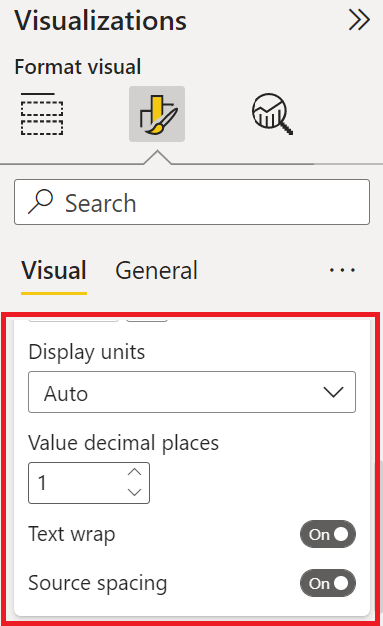 Visualizations
Format visual
Search
Visual General ...
Display units
Auto
Value decimal places
1
Text wrap On
Source spacing On